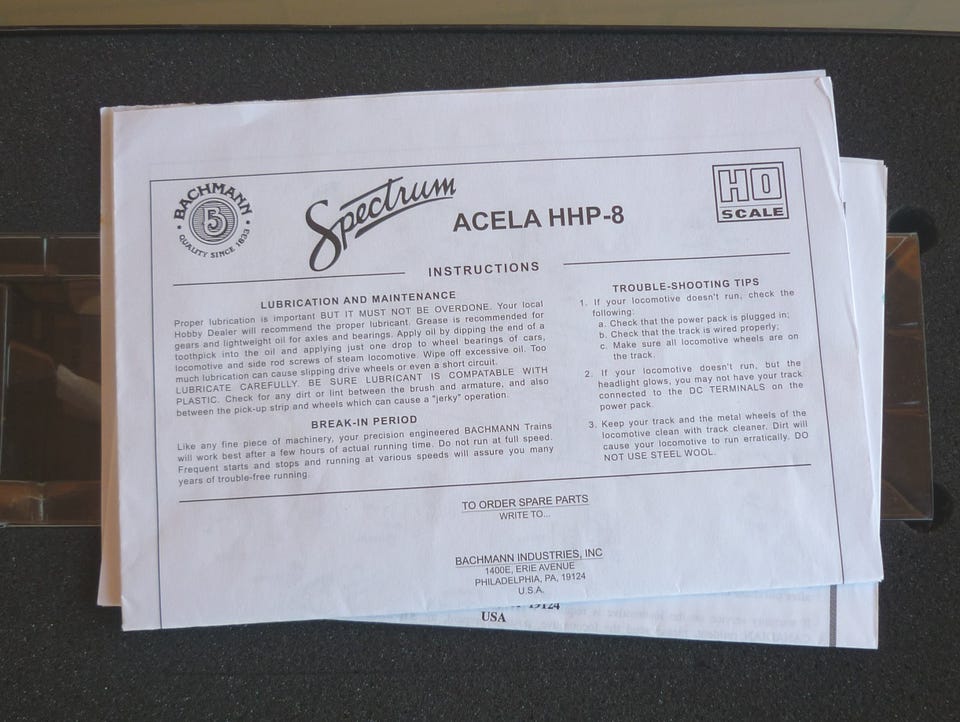 BACHMANN
QUALITY SINCE 1833
Spectrum
ACELA HHP-8
HO
SCALE
INSTRUCTIONS
LUBRICATION AND MAINTENANCE
Proper lubrication is important BUT IT MUST NOT BE OVERDONE. Your local
Hobby Dealer will recommend the proper lubricant. Grease is recommended for
gears and lightweight oil for axles and bearings. Apply oil by dipping the end of a
toothpick into the oil and applying just one drop to wheel bearings of cars,
locomotive and side rod screws of steam locomotive. Wipe off excessive oil. Too
much lubrication can cause slipping drive wheels or even a short circuit.
LUBRICATE CAREFULLY. BE SURE LUBRICANT IS COMPATABLE WITH
PLASTIC. Check for any dirt or lint between the brush and armature, and also
between the pick-up strip and wheels which can cause a "jerky" operation.
BREAK-IN PERIOD
Like any fine piece of machinery, your precision engineered BACHMANN Trains
will work best after a few hours of actual running time. Do not run at full speed.
Frequent starts and stops and running at various speeds will assure you many
years of trouble-free running.
TROUBLE-SHOOTING TIPS
1. If your locomotive doesn't run, check the
following:
a. Check that the power pack is plugged in;
b. Check that the track is wired properly;
c. Make sure all locomotive wheels are on
the track.
2. If your locomotive doesn't run, but the
headlight glows, you may not have your track
connected to the DC TERMINALS on the
power pack.
3. Keep your track and the metal wheels of the
locomotive clean with track cleaner. Dirt will
cause your locomotive to run erratically. DO
NOT USE STEEL WOOL.
TO ORDER SPARE PARTS
WRITE TO...
BACHMANN INDUSTRIES, INC
1400E, ERIE AVENUE
PHILADELPHIA, PA, 19124
U.S.A.
19124
USA